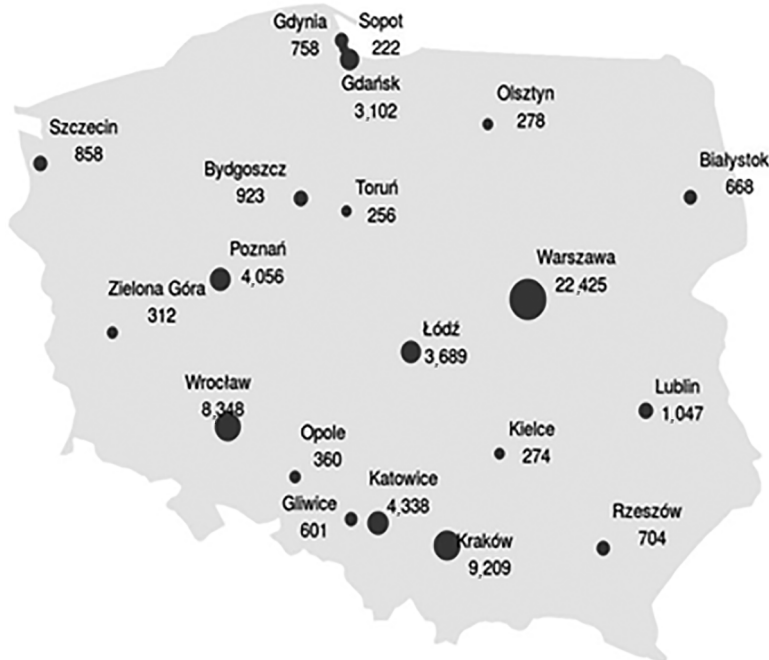 Gdynia
758
Sopot
222
Gdańsk
3,102
Olsztyn
278
Szczecin
858
Białystok
668
Bydgoszcz
923
Toruń
256
Poznań
4,056
Warszawa
22,425
Zielona Góra
312
Łódź
3,689
Wrocław
8,348
Lublin
1,047
Opole
360
Kielce
274
Katowice
4,338
Gliwice
601
Rzeszów
704
Kraków
9,209